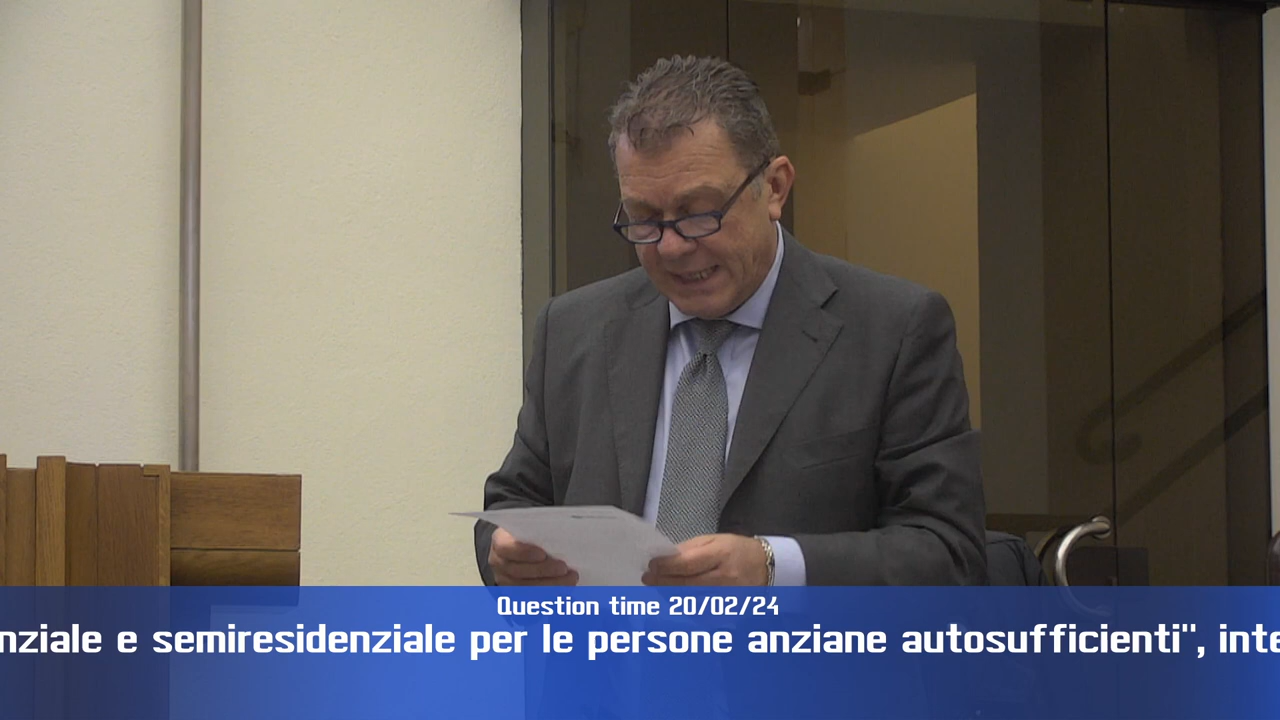 Question time 20/02/24
nziale e semiresidenziale per le persone anziane autosufficienti", inte